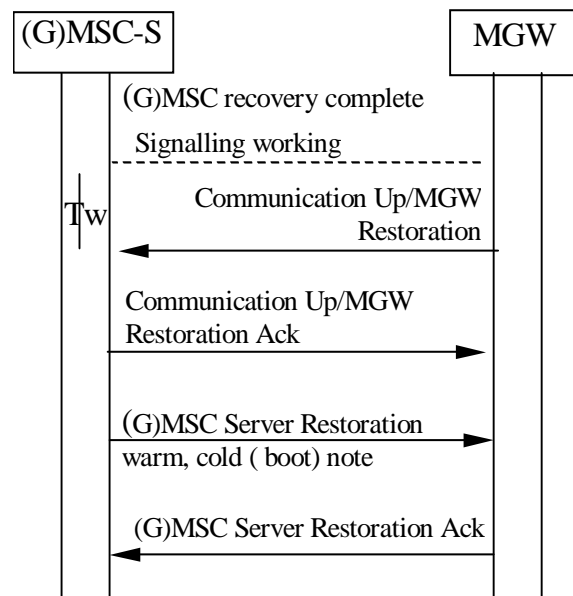 (G)MSC-S
MGW
(G)MSC recovery complete
Signalling working
Tw
Communication Up/MGW
Restoration
Communication Up/MGW
Restoration Ack
(G)MSC Server Restoration
warm, cold ( boot) note
(G)MSC Server Restoration Ack